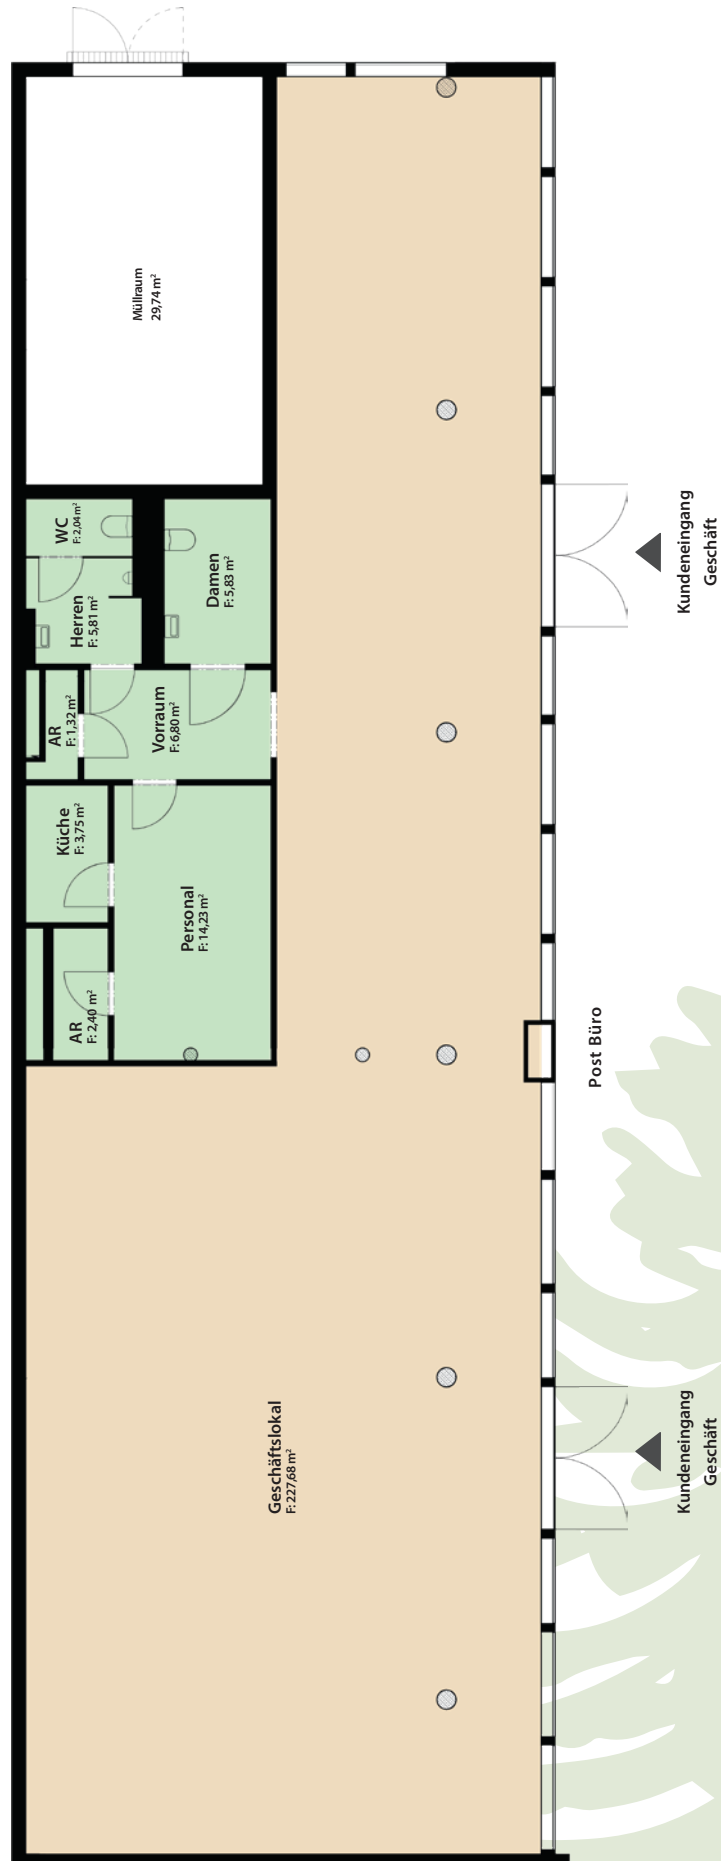 Müllraum
29,74 m²
WC
F: 2,04 m²
Herren
F: 5,81 m²
Damen
F: 5,83 m²
AR
F: 1,32 m²
Vorraum
F: 6,80 m²
Küche
F: 3,75 m²
Personal
F: 14,23 m²
AR
F: 2,40 m²
Geschäftslokal
F: 227,68 m²
Kundeneingang
Geschäft
Post Büro
Kundeneingang
Geschäft